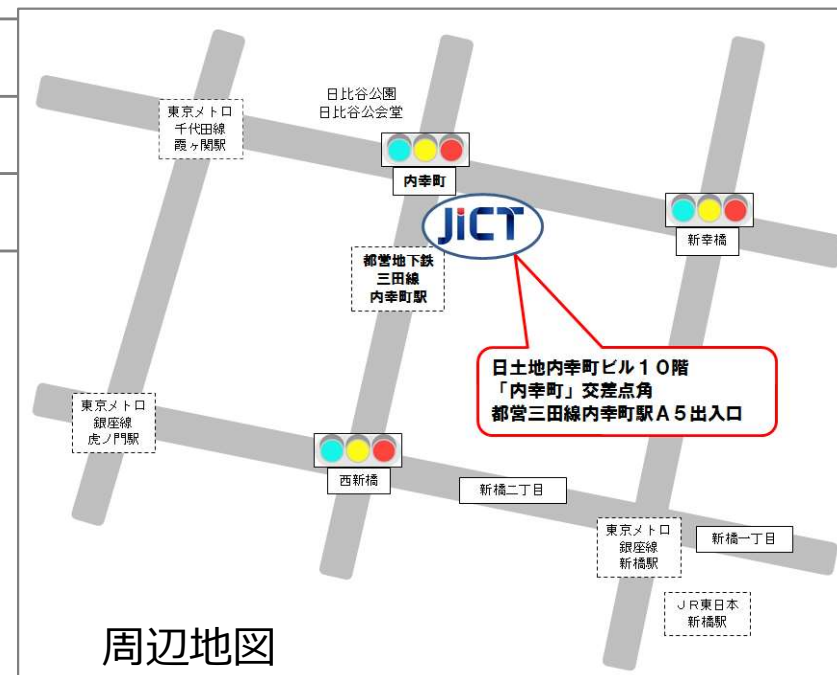 日比谷公園
日比谷公会堂
東京メトロ
千代田線
霞ヶ関駅
内幸町
JICT
新幸橋
都営地下鉄
三田線
内幸町駅
日土地内幸町ビル１０階
「内幸町」交差点角
都営三田線内幸町駅Ａ５出入口
東京メトロ
銀座線
虎ノ門駅
西新橋
新橋二丁目
東京メトロ
銀座線
新橋駅
新橋一丁目
ＪＲ東日本
新橋駅
周辺地図